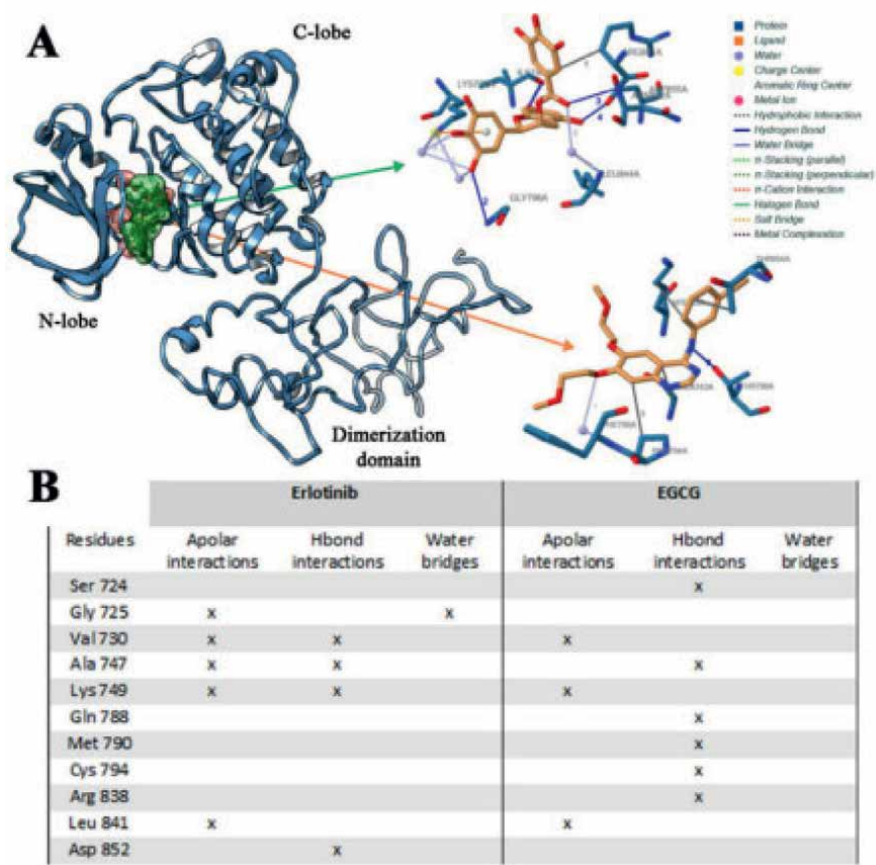 A
C-lobe
N-lobe
Dimerization
domain
GLY796A
Protein
Ligand
Water
Charge Center
Aromatic Ring Center
Metal Ion
Hydrophobic Interaction
Hydrogen Bond
Water Bridge
π-Stacking (parallel)
π-Stacking (perpendicular)
π-Cation Interaction
Halogen Bond
Salt Bridge
Metal Complexation
B
Erlotinib EGCG
Residues Apolar interactions Hbond interactions Water bridges Apolar interactions Hbond interactions Water bridges
Ser 724 x
Gly 725 x x
Val 730 x x x
Ala 747 x x x
Lys 749 x x x
Gln 788 x
Met 790 x
Cys 794 x
Arg 838 x
Leu 841 x x
Asp 852 x